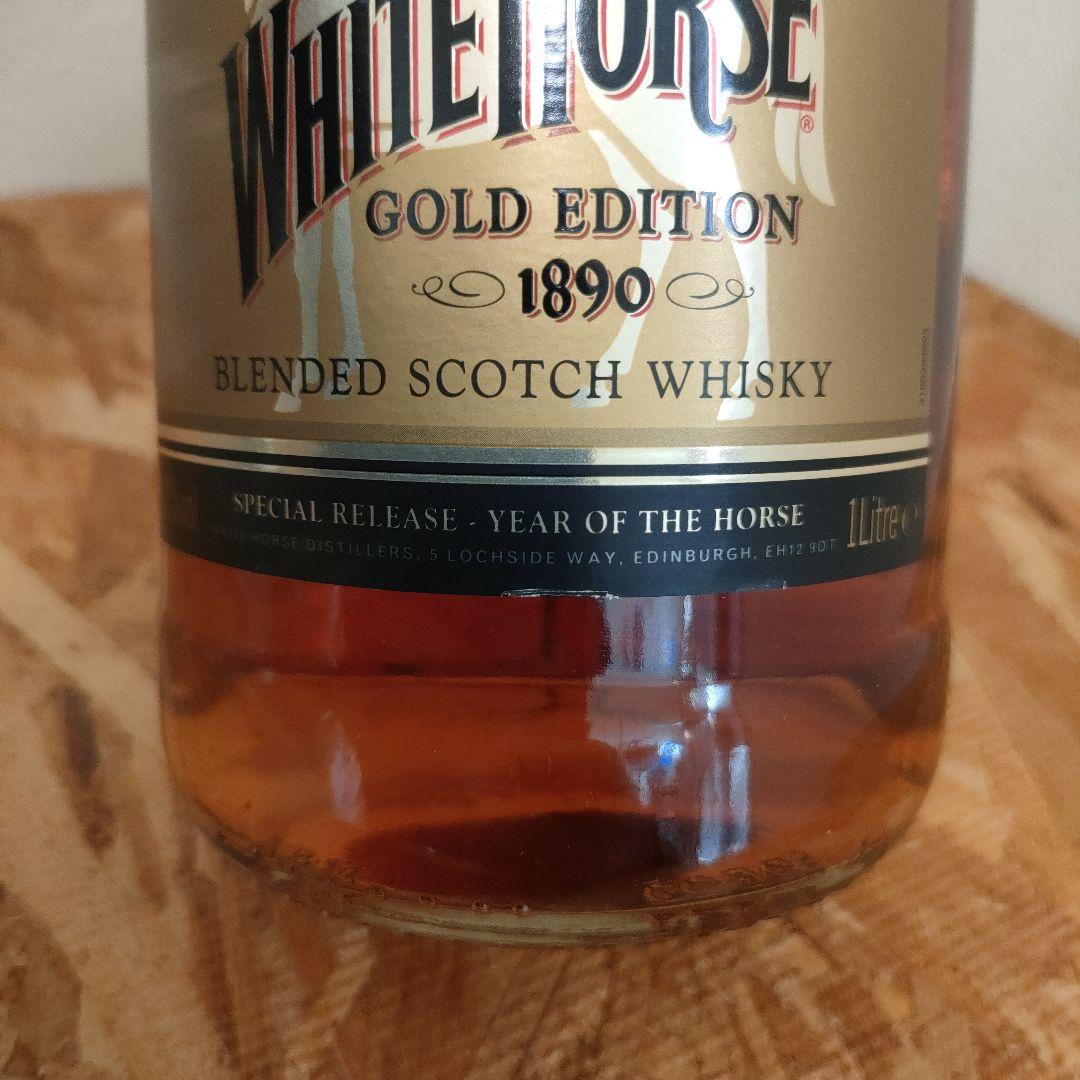 WHITE HORSE
®
GOLD EDITION
1890
BLENDED SCOTCH WHISKY
SPECIAL RELEASE - YEAR OF THE HORSE
1Litre e
WHITE HORSE DISTILLERS, 5 LOCHSIDE WAY, EDINBURGH, EH12 9DT